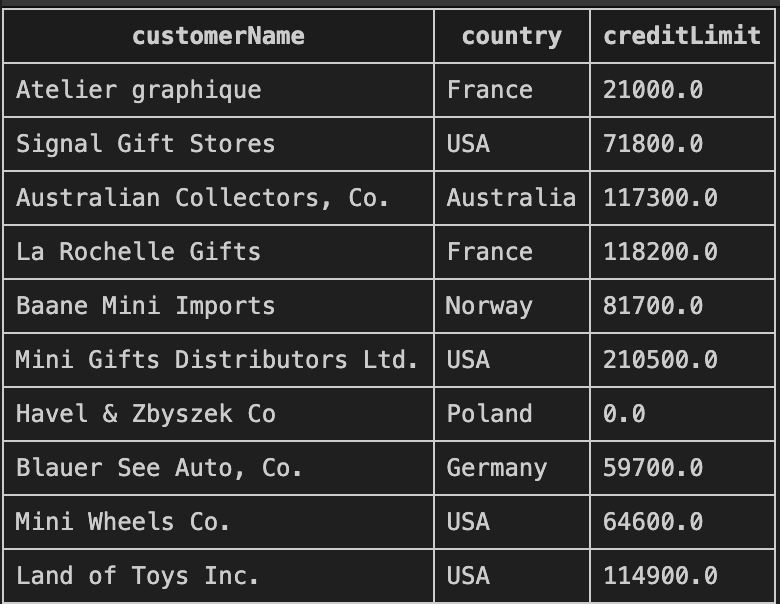 customerName country creditLimit
Atelier graphique France 21000.0
Signal Gift Stores USA 71800.0
Australian Collectors, Co. Australia 117300.0
La Rochelle Gifts France 118200.0
Baane Mini Imports Norway 81700.0
Mini Gifts Distributors Ltd. USA 210500.0
Havel & Zbyszek Co Poland 0.0
Blauer See Auto, Co. Germany 59700.0
Mini Wheels Co. USA 64600.0
Land of Toys Inc. USA 114900.0